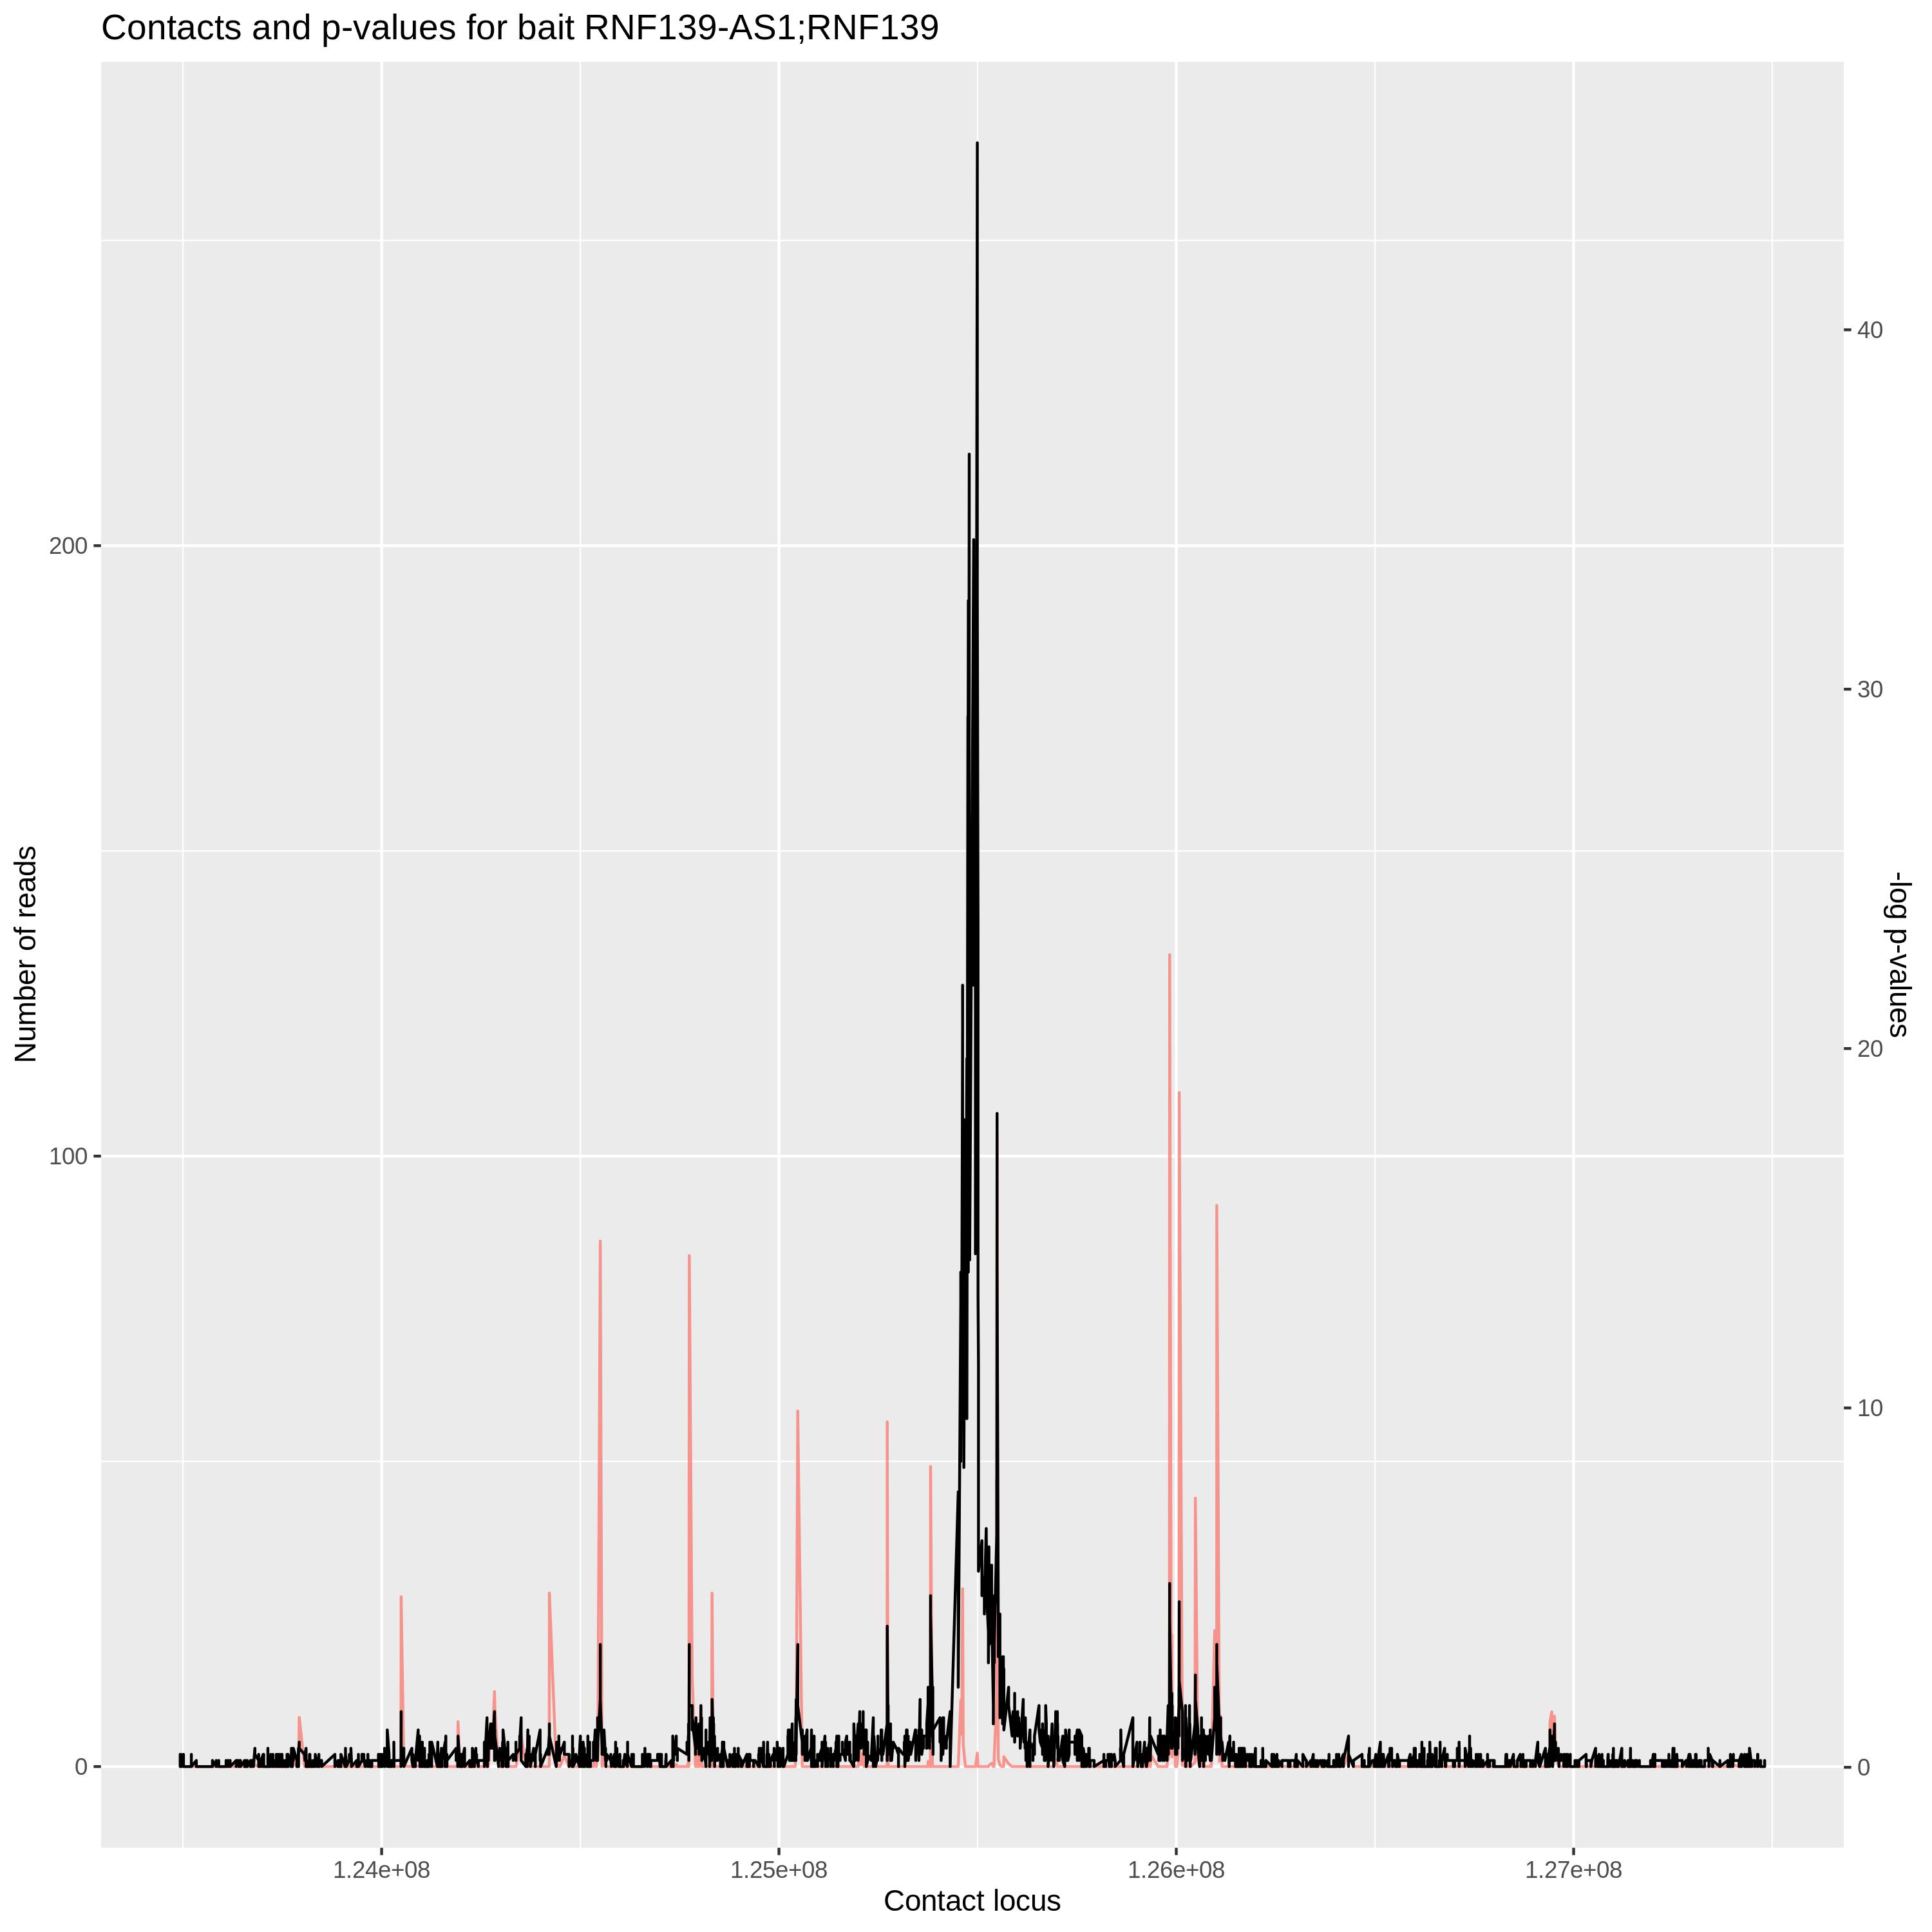 Contacts and p-values for bait RNF139-AS1;RNF139
Number of reads
200
100
0
40
30
20
10
0
-log p-values
1.24e+08 1.25e+08 1.26e+08 1.27e+08
Contact locus